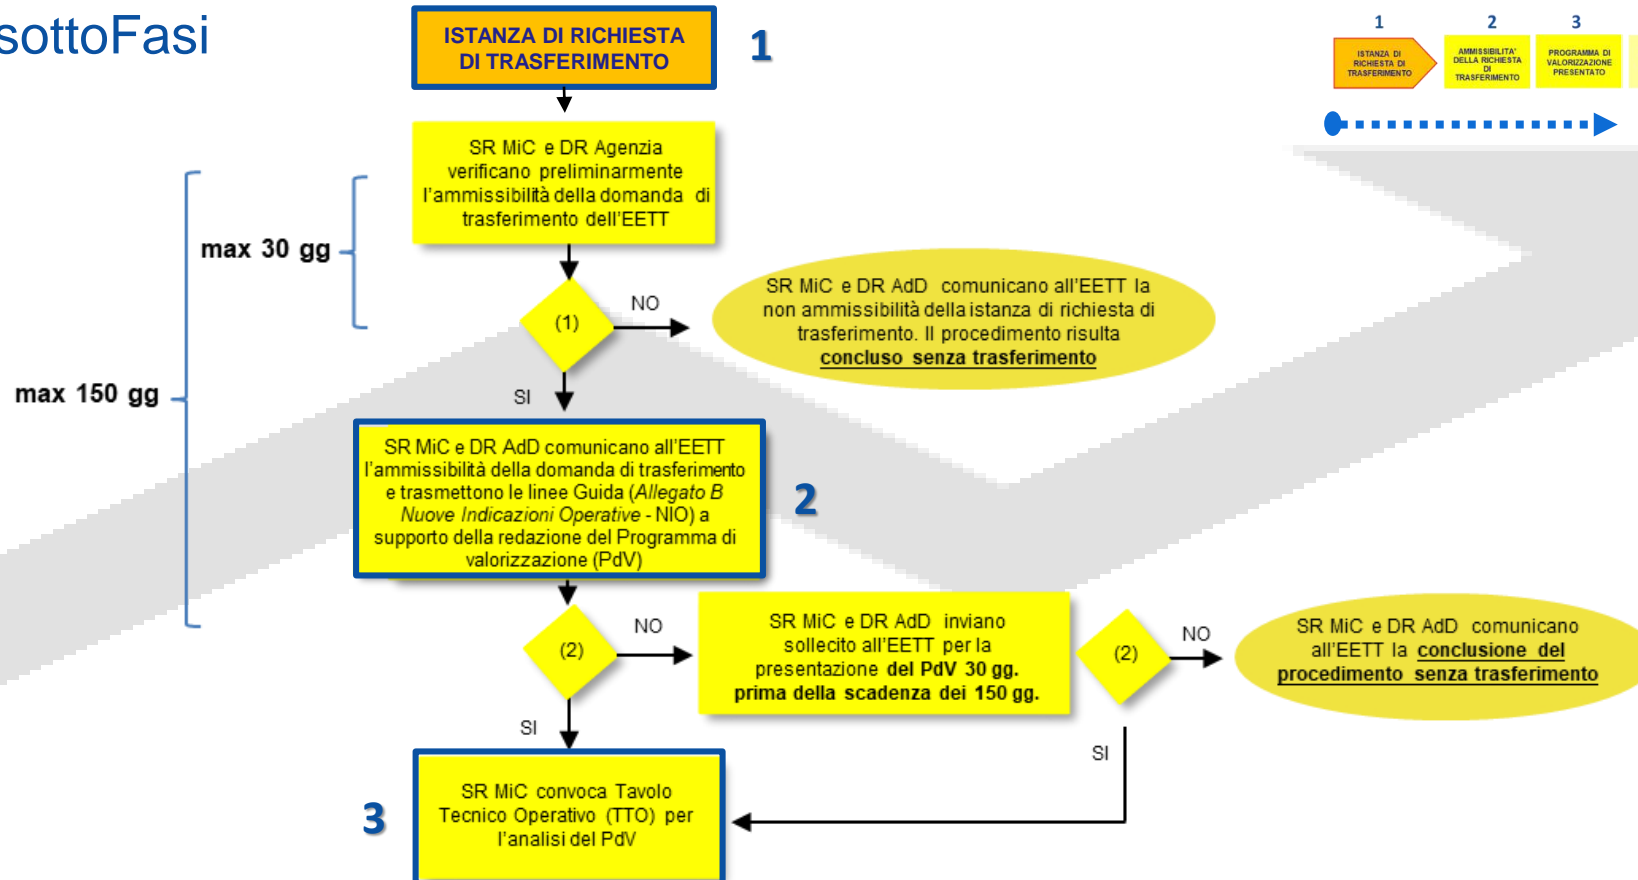 sottoFasi
ISTANZA DI RICHIESTA
DI TRASFERIMENTO
1
1
2
3
ISTANZA DI
RICHIESTA DI
TRASFERIMENTO
AMMISSIBILITA'
DELLA RICHIESTA
DI
TRASFERIMENTO
PROGRAMMA DI
VALORIZZAZIONE
PRESENTATO
SR MiC e DR Agenzia
verificano preliminarmente
l'ammissibilità della domanda di
trasferimento dell'EETT
max 30 gg
max 150 gg
(1)
NO
SR MiC e DR AdD comunicano all'EETT la
non ammissibilità della istanza di richiesta di
trasferimento. Il procedimento risulta
concluso senza trasferimento
SI
SR MiC e DR AdD comunicano all'EETT
l'ammissibilità della domanda di trasferimento
e trasmettono le linee Guida (Allegato B
Nuove Indicazioni Operative - NIO) a
supporto della redazione del Programma di
valorizzazione (PdV)
2
(2)
NO
SR MiC e DR AdD inviano
sollecito all'EETT per la
presentazione del PdV 30 gg.
prima della scadenza dei 150 gg.
(2)
NO
SR MiC e DR AdD comunicano
all'EETT la conclusione del
procedimento senza trasferimento
SI
SI
3
SR MiC convoca Tavolo
Tecnico Operativo (TTO) per
l'analisi del PdV